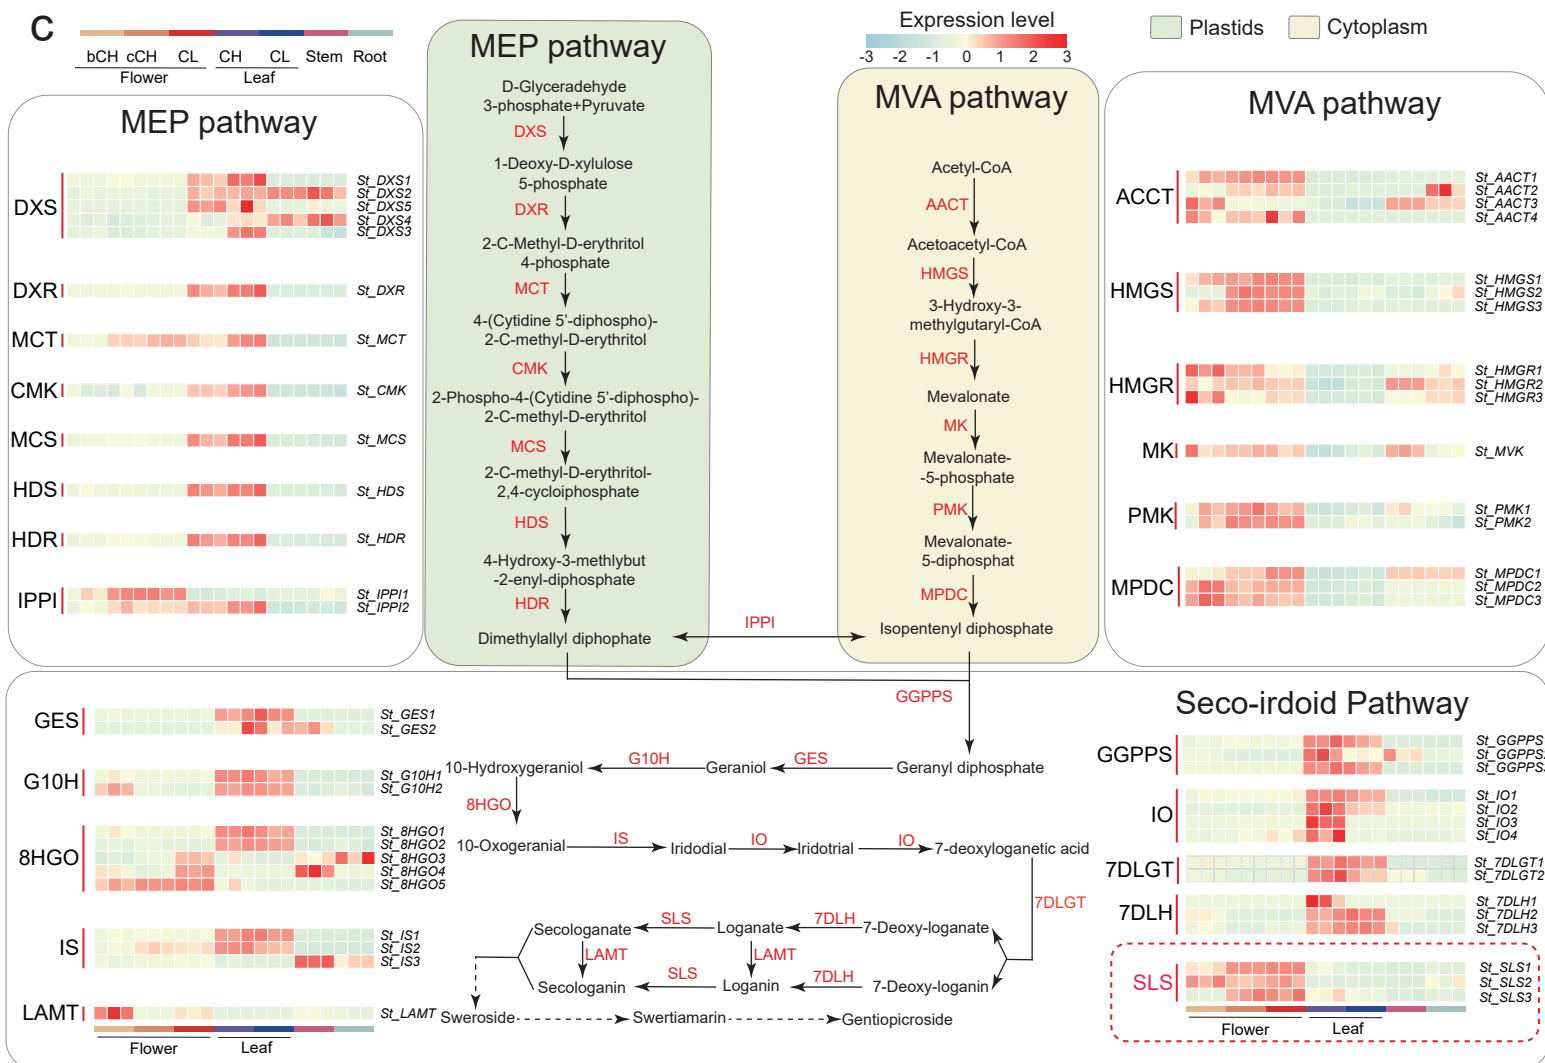 C
bCH cCH CL CH CL Stem Root
Flower Leaf
Expression level
-3 -2 -1 0 1 2 3
Plastids
Cytoplasm
MEP pathway
DXS
St_DXS1
St_DXS2
St_DXS5
St_DXS4
St_DXS3
DXR
St_DXR
MCT
St_MCT
CMK
St_CMK
MCS
St_MCS
HDS
St_HDS
HDR
St_HDR
IPPI
St_IPPI1
St_IPPI2
MEP pathway
D-Glyceradehyde
3-phosphate+Pyruvate
DXS
1-Deoxy-D-xylulose
5-phosphate
DXR
2-C-Methyl-D-erythritol
4-phosphate
MCT
4-(Cytidine 5'-diphospho)-
2-C-methyl-D-erythritol
CMK
2-Phospho-4-(Cytidine 5'-diphospho)-
2-C-methyl-D-erythritol
MCS
2-C-methyl-D-erythritol-
2,4-cycloiphosphate
HDS
4-Hydroxy-3-methlybut
-2-enyl-diphosphate
HDR
Dimethylallyl diphophate
IPPI
MVA pathway
Acetyl-CoA
AACT
Acetoacetyl-CoA
HMGS
3-Hydroxy-3-
methylgutaryl-CoA
HMGR
Mevalonate
MK
Mevalonate-
-5-phosphate
PMK
Mevalonate-
5-diphosphat
MPDC
Isopentenyl diphosphate
MVA pathway
ACCT
St_AACT1
St_AACT2
St_AACT3
St_AACT4
HMGS
St_HMGS1
St_HMGS2
St_HMGS3
HMGR
St_HMGR1
St_HMGR2
St_HMGR3
MK
St_MVK
PMK
St_PMK1
St_PMK2
MPDC
St_MPDC1
St_MPDC2
St_MPDC3
GES
St_GES1
St_GES2
G10H
St_G10H1
St_G10H2
8HGO
St_8HGO1
St_8HGO2
St_8HGO3
St_8HGO4
St_8HGO5
IS
St_IS1
St_IS2
St_IS3
LAMT
St_LAMT
Flower Leaf
GGPPS
10-Hydroxygeraniol G10H Geraniol GES Geranyl diphosphate
8HGO
10-Oxogeranial IS Iridodial IO Iridotrial IO 7-deoxyloganetic acid
7DLGT
Secologanate SLS Loganate 7DLH 7-Deoxy-loganate
LAMT LAMT
Secologanin SLS Loganin 7DLH 7-Deoxy-loganin
Sweroside Swertiamarin Gentiopicroside
Seco-irdoid Pathway
GGPPS
St_GGPPS
St_GGPPS
St_GGPPS
IO
St_IO1
St_IO2
St_IO3
St_IO4
7DLGT
St_7DLGT1
St_7DLGT2
7DLH
St_7DLH1
St_7DLH2
St_7DLH3
SLS
St_SLS1
St_SLS2
St_SLS3
Flower Leaf